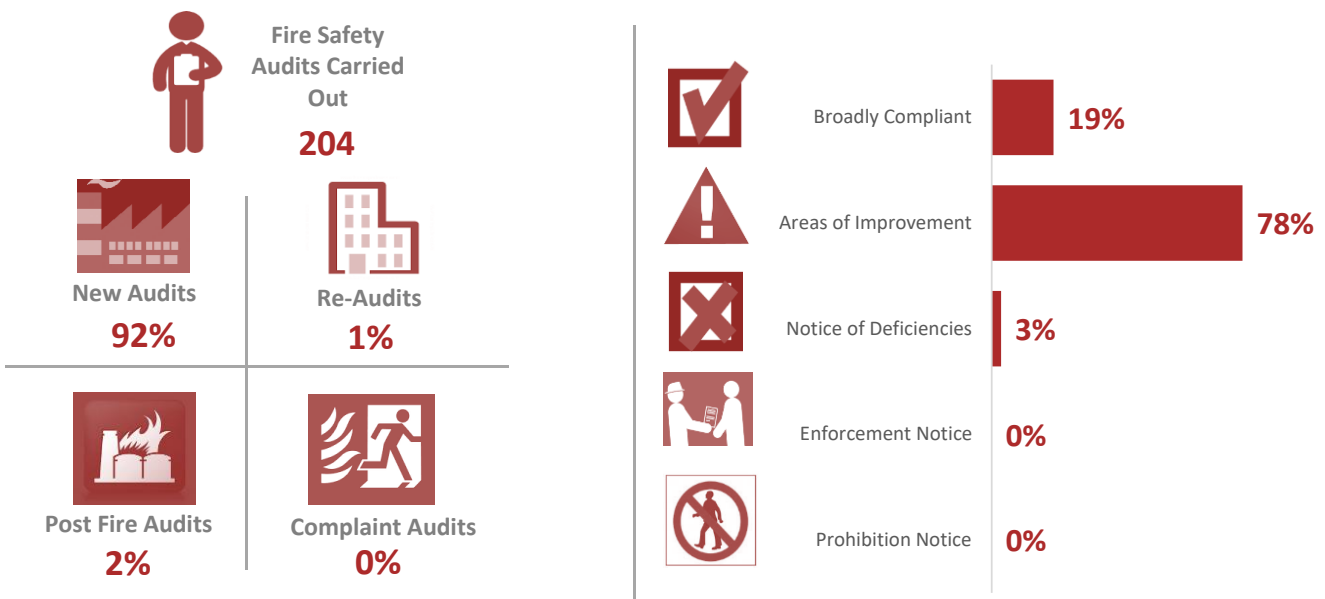 Fire Safety
Audits Carried
Out
204
New Audits
92%
Re-Audits
1%
Post Fire Audits
2%
Complaint Audits
0%
Broadly Compliant
19%
Areas of Improvement
78%
Notice of Deficiencies
3%
Enforcement Notice
0%
Prohibition Notice
0%